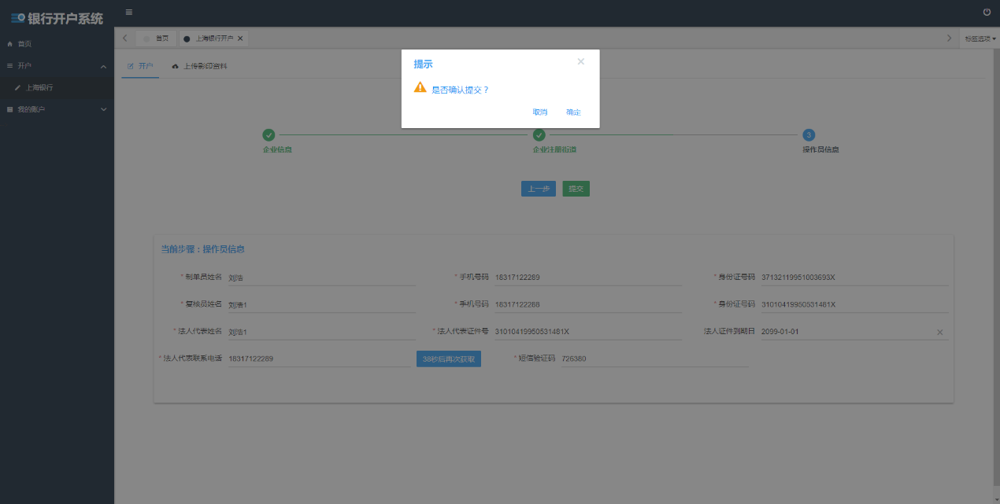 银行开户系统
首页
开户
上海银行
我的账户
首页
上海银行开户
标签选项
开户
上传影印资料
提示
是否确认提交？
取消
确定
3
企业信息
企业注册街道
操作员信息
上一步
提交
当前步骤：操作员信息
* 制单员姓名 刘浩 * 手机号码 18317122289 * 身份证号码 37132119951003693X
* 复核员姓名 刘浩1 * 手机号码 18317122288 * 身份证号码 31010419950531481X
* 法人代表姓名 刘浩1 * 法人代表证件号 31010419950531481X 法人证件到期日 2099-01-01
* 法人代表联系电话 18317122289 38秒后再次获取 * 短信验证码 726380